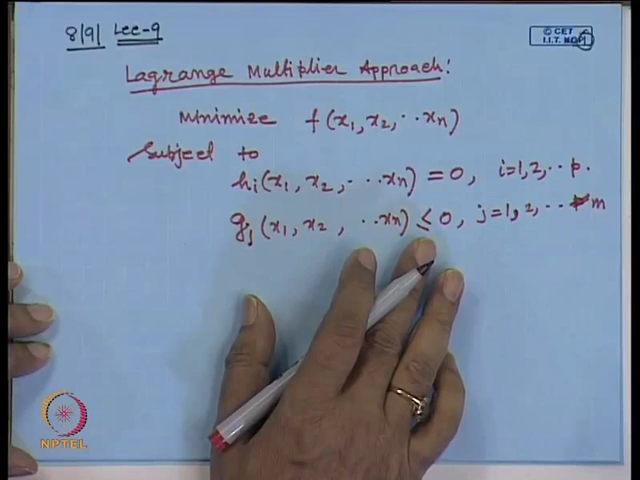 8/9/ Lec-9
© CET
I.I.T. KGP
Lagrange Multiplier Approach:
Minimize f(x1, x2, ·· xn)
Subject to
hi(x1, x2, · ··· xn) = 0, i=1, 2, ·· p.
gj(x1, x2, ·· xn) ≤ 0, j=1, 2, ·· m
NPTEL